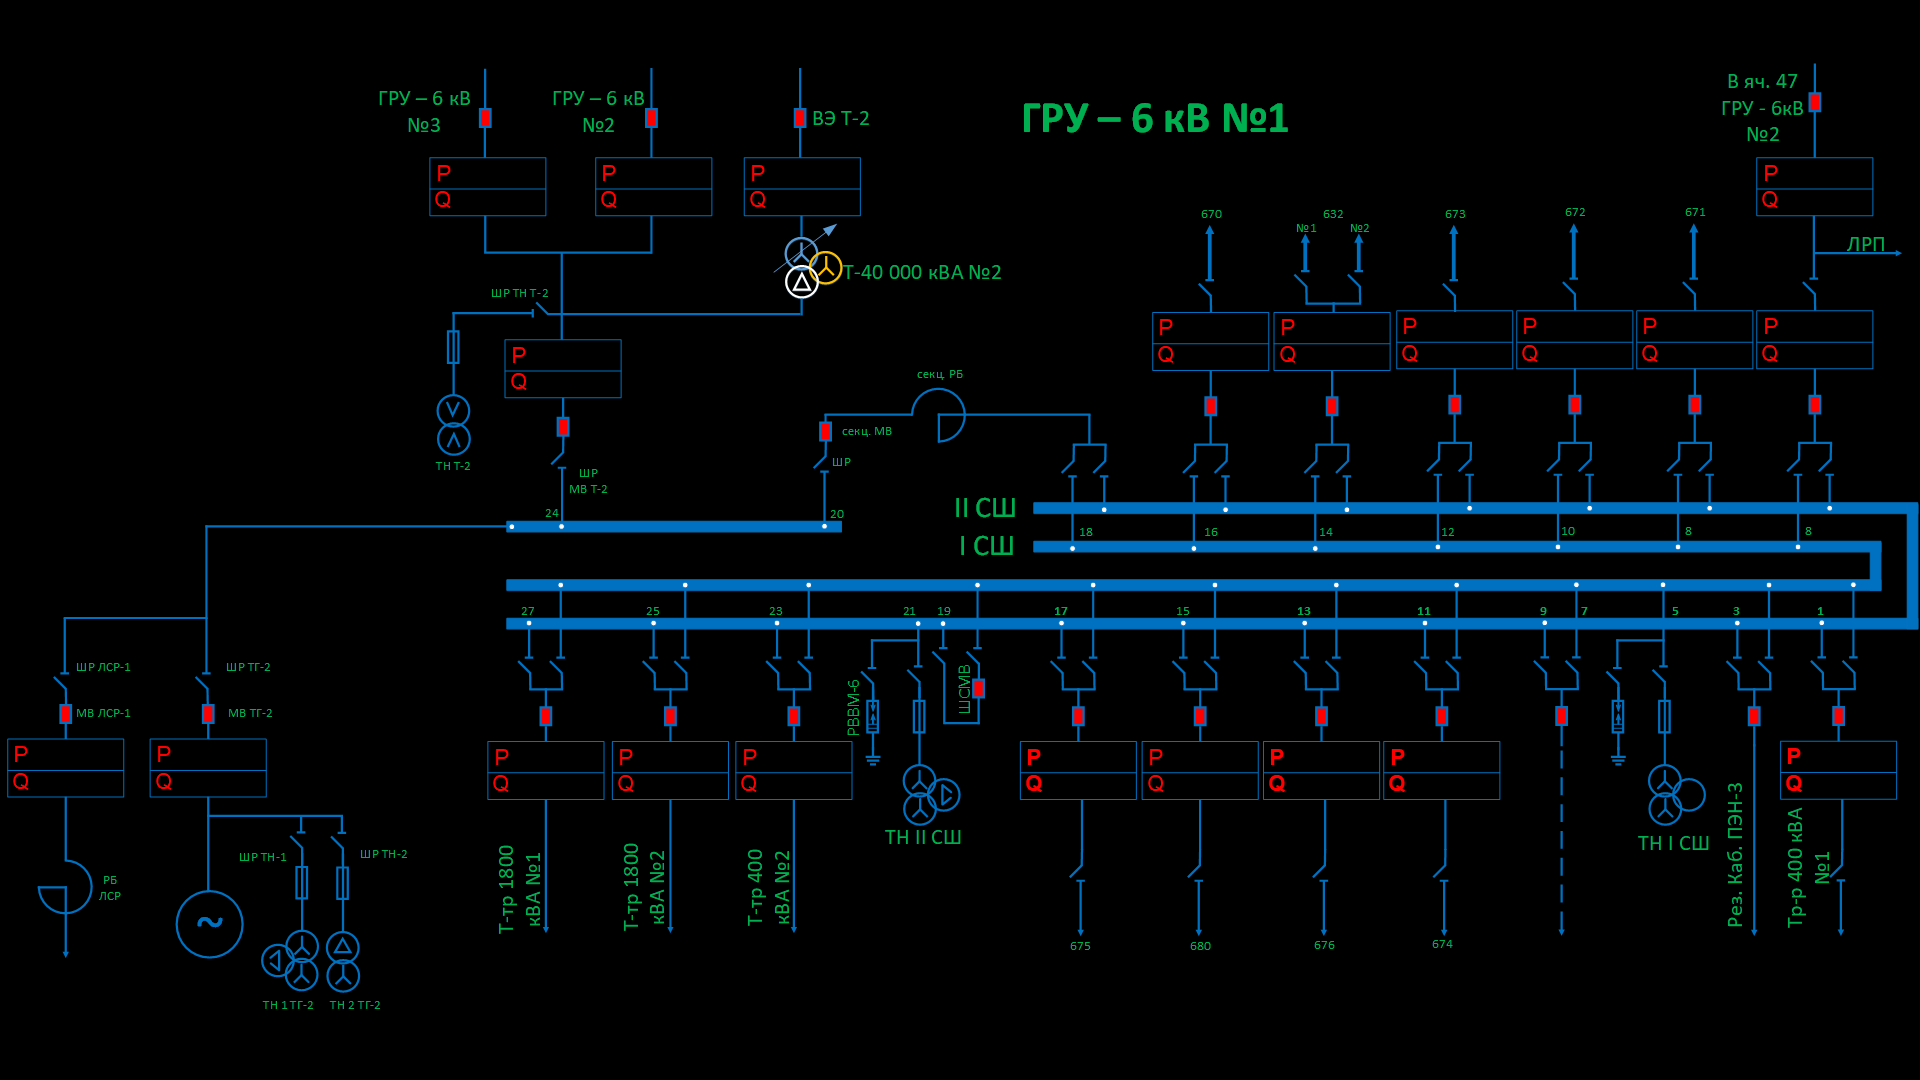 ГРУ – 6 кВ №1
ГРУ – 6 кВ
№3
ГРУ – 6 кВ
№2
ВЭ Т-2
В яч. 47
ГРУ - 6кВ
№2
P
Q
P
Q
P
Q
P
Q
ЛРП
670
632
№1
№2
673
672
671
Т-40 000 кВА №2
ШР ТН Т-2
P
Q
P
Q
P
Q
P
Q
P
Q
P
Q
P
Q
ТН Т-2
ШР
МВ Т-2
секц. РБ
секц. МВ
ШР
24
20
II СШ
I СШ
18
16
14
12
10
8
8
27
25
23
21
19
17
15
13
11
9
7
5
3
1
ШР ЛСР-1
ШР ТГ-2
МВ ЛСР-1
МВ ТГ-2
РВВМ-6
ШСМВ
P
Q
P
Q
P
Q
P
Q
P
Q
P
Q
P
Q
P
Q
P
Q
P
Q
ТН II СШ
ТН I СШ
ШР ТН-1
ШР ТН-2
РБ
ЛСР
Т-тр 1800
кВА №1
Т-тр 1800
кВА №2
Т-тр 400
кВА №2
Рез. Каб. ПЭН-3
Тр-р 400 кВА
№1
675
680
676
674
~
ТН 1 ТГ-2
ТН 2 ТГ-2